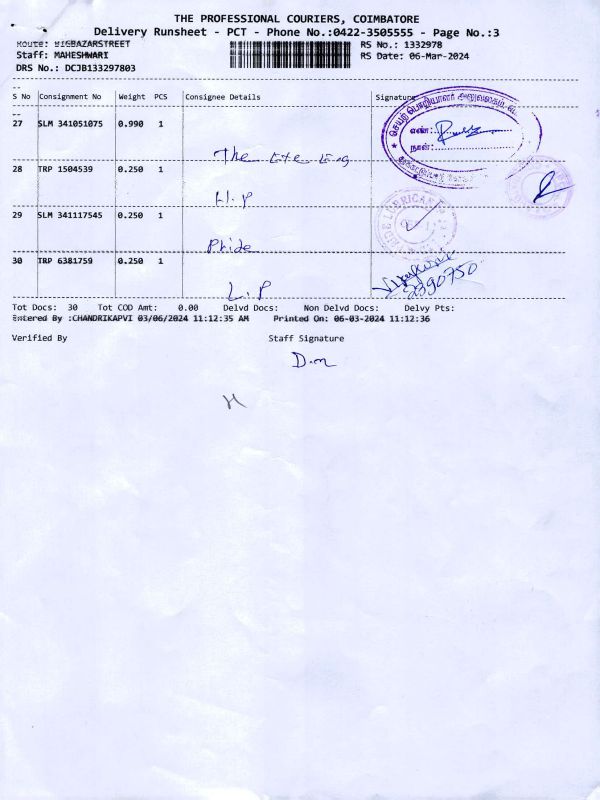 THE PROFESSIONAL COURIERS, COIMBATORE
Delivery Runsheet - PCT - Phone No.:0422-3505555 - Page No.:3
Route: BIGBAZARSTREET RS No.: 1332978
Staff: MAHESHWARI RS Date: 06-Mar-2024
DRS No.: DCJB133297803
S No Consignment No Weight PCS Consignee Details Signature
27 SLM 341051075 0.990 1
The Exe Eng
எண்:
நாள்:
28 TRP 1504539 0.250 1
H.P
29 SLM 341117545 0.250 1
Pride
30 TRP 6381759 0.250 1
L.P
Tot Docs: 30 Tot COD Amt: 0.00 Delvd Docs: Non Delvd Docs: Delvy Pts:
Entered By :CHANDRIKAPVI 03/06/2024 11:12:35 AM Printed On: 06-03-2024 11:12:36
Verified By Staff Signature